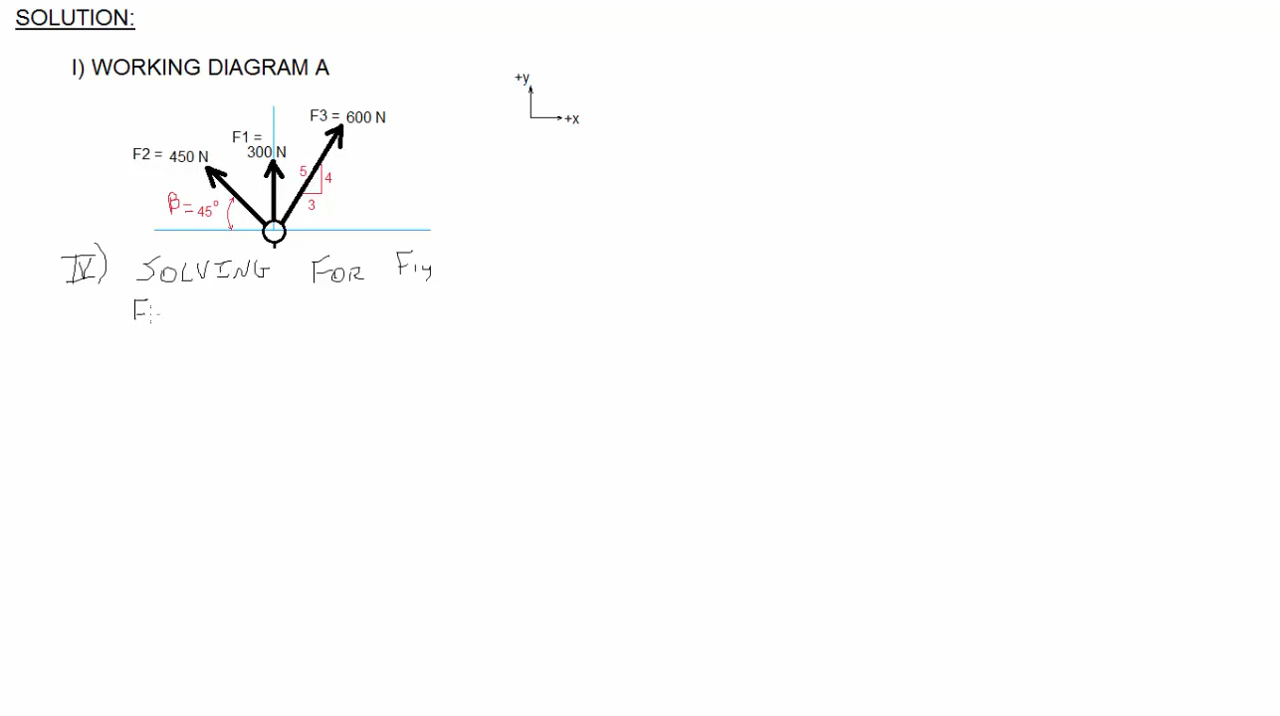 SOLUTION:
I) WORKING DIAGRAM A
+y
+x
F3 = 600 N
F1 =
300 N
F2 = 450 N
5
4
3
β = 45°
IV) SOLVING FOR F1y
F